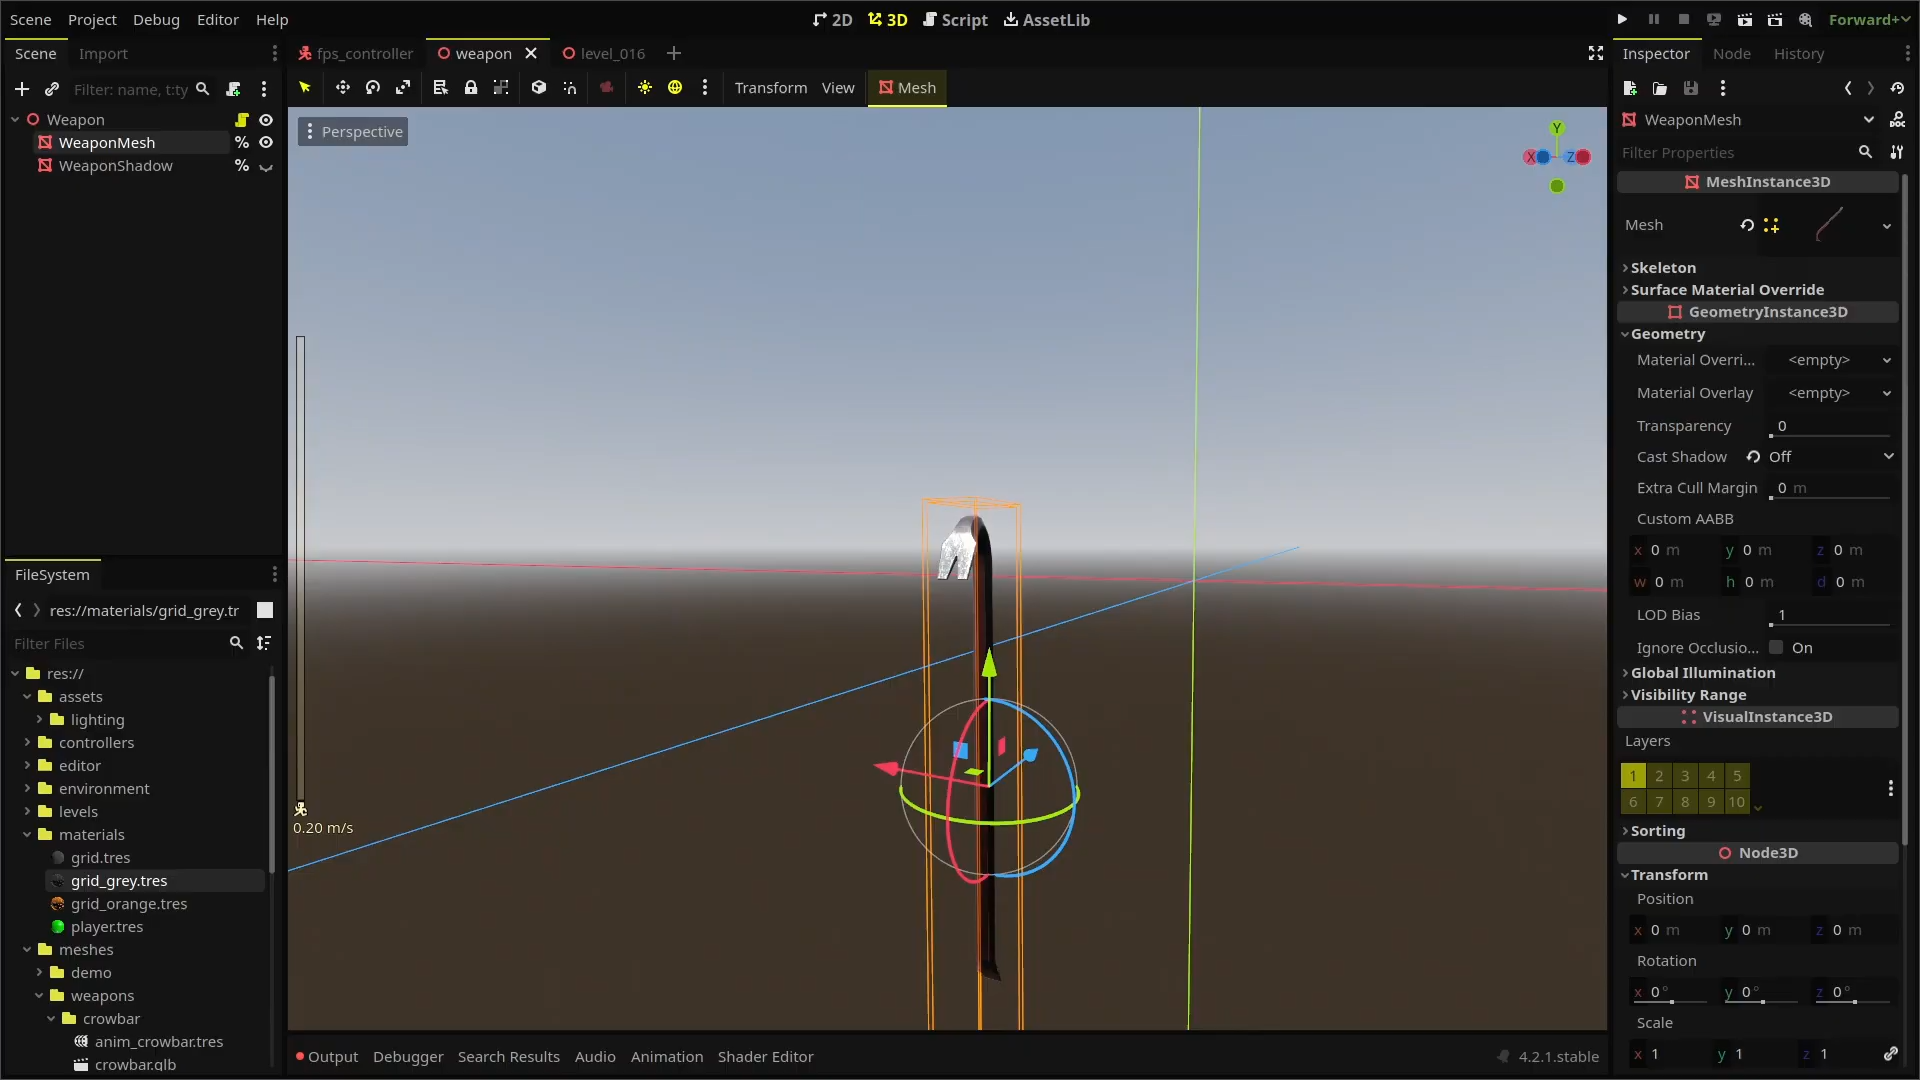 Scene Project Debug Editor Help
2D 3D Script AssetLib
Forward+
Scene Import
fps_controller weapon level_016
Inspector Node History
Filter: name, t:ty
Transform View Mesh
Weapon
WeaponMesh
WeaponShadow
Perspective
Y
X Z
WeaponMesh
Filter Properties
MeshInstance3D
Mesh
Skeleton
Surface Material Override
GeometryInstance3D
Geometry
Material Overri... <empty>
Material Overlay <empty>
Transparency 0
Cast Shadow Off
Extra Cull Margin 0 m
Custom AABB
x 0 m y 0 m z 0 m
w 0 m h 0 m d 0 m
LOD Bias 1
Ignore Occlusio... On
Global Illumination
Visibility Range
VisualInstance3D
Layers
1 2 3 4 5
6 7 8 9 10
Sorting
Node3D
Transform
Position
x 0 m y 0 m z 0 m
Rotation
x 0 ° y 0 ° z 0 °
Scale
x 1 y 1 z 1
0.20 m/s
FileSystem
res://materials/grid_grey.tr
Filter Files
res://
assets
lighting
controllers
editor
environment
levels
materials
grid.tres
grid_grey.tres
grid_orange.tres
player.tres
meshes
demo
weapons
crowbar
anim_crowbar.tres
crowbar.glb
Output Debugger Search Results Audio Animation Shader Editor
4.2.1.stable